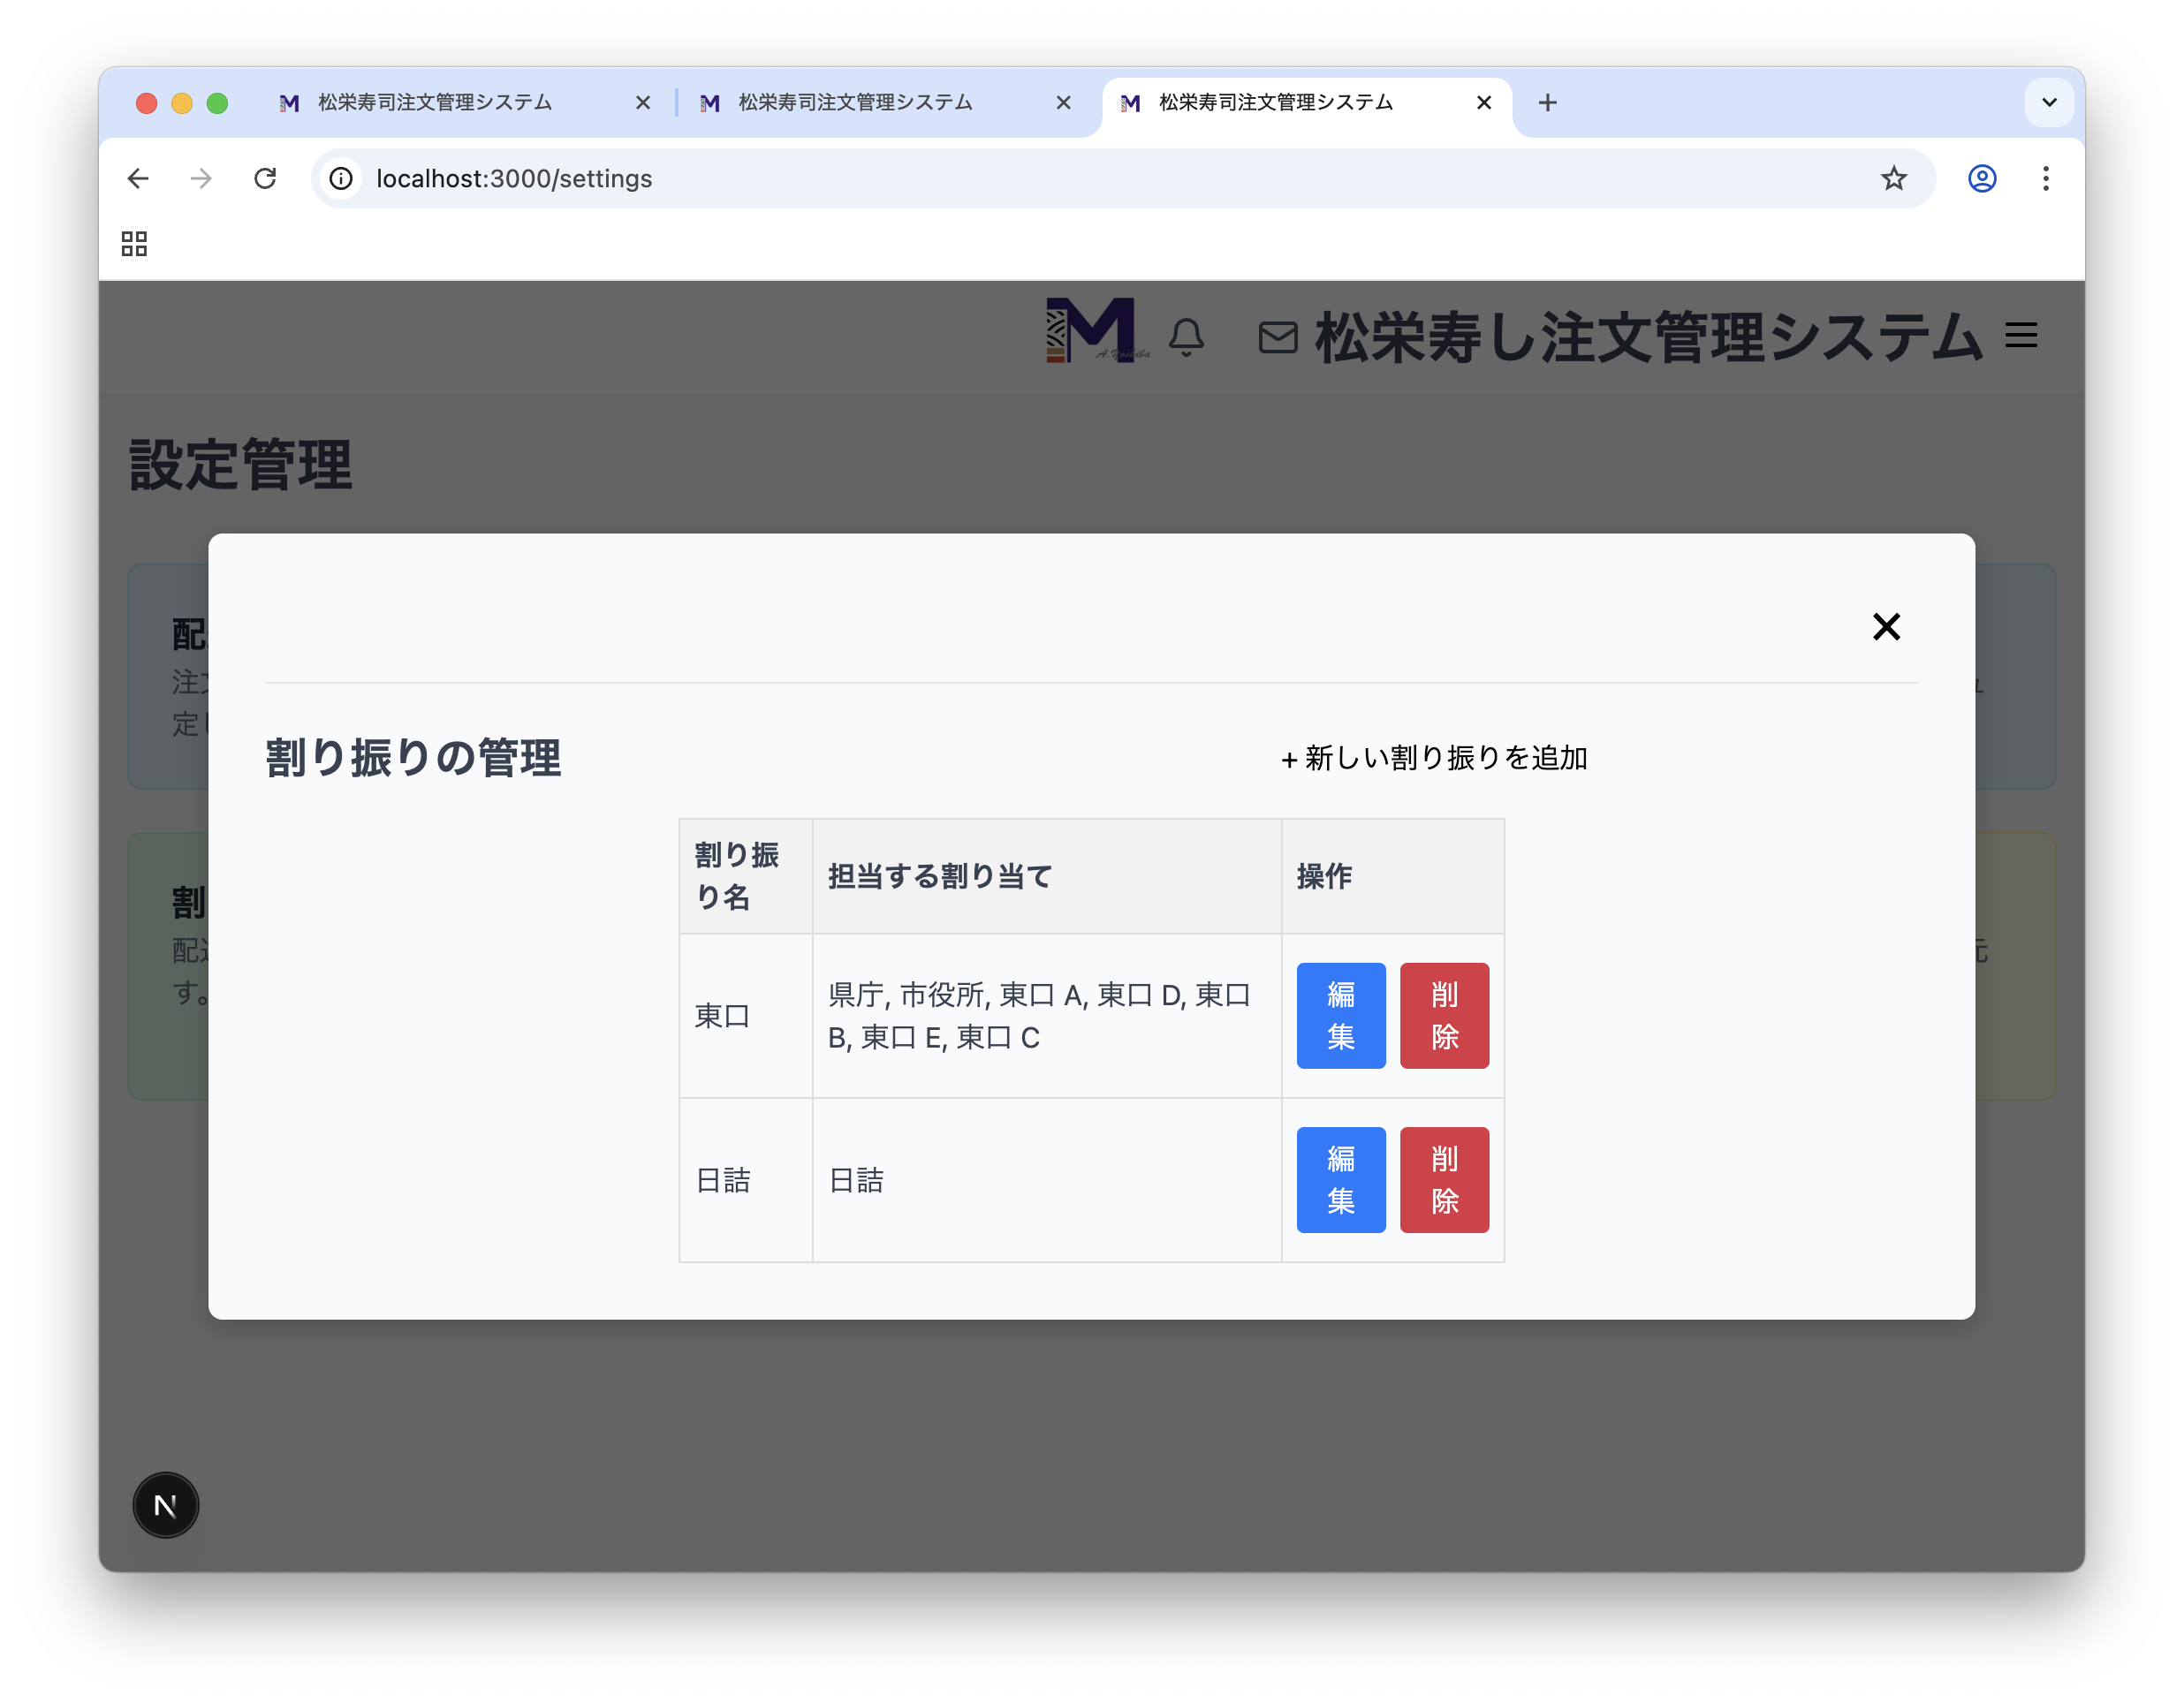 松栄寿司注文管理システム
松栄寿司注文管理システム
松栄寿司注文管理システム
localhost:3000/settings
M
A.Yoshiba
松栄寿し注文管理システム
設定管理
配
注
定
割
配
す。
元
割り振りの管理
+ 新しい割り振りを追加
割り振
り名
担当する割り当て
操作
東口
県庁, 市役所, 東口 A, 東口 D, 東口
B, 東口 E, 東口 C
編
集
削
除
日詰
日詰
編
集
削
除
N